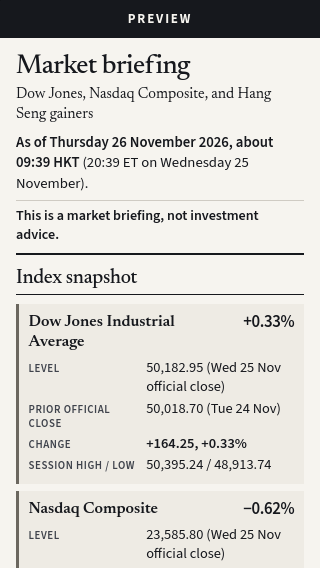 PREVIEW
Market briefing
Dow Jones, Nasdaq Composite, and Hang
Seng gainers
As of Thursday 26 November 2026, about
09:39 HKT (20:39 ET on Wednesday 25
November).
This is a market briefing, not investment
advice.
Index snapshot
Dow Jones Industrial
Average
+0.33%
LEVEL
50,182.95 (Wed 25 Nov
official close)
PRIOR OFFICIAL
CLOSE
50,018.70 (Tue 24 Nov)
CHANGE
+164.25, +0.33%
SESSION HIGH / LOW
50,395.24 / 48,913.74
Nasdaq Composite
−0.62%
LEVEL
23,585.80 (Wed 25 Nov
official close)